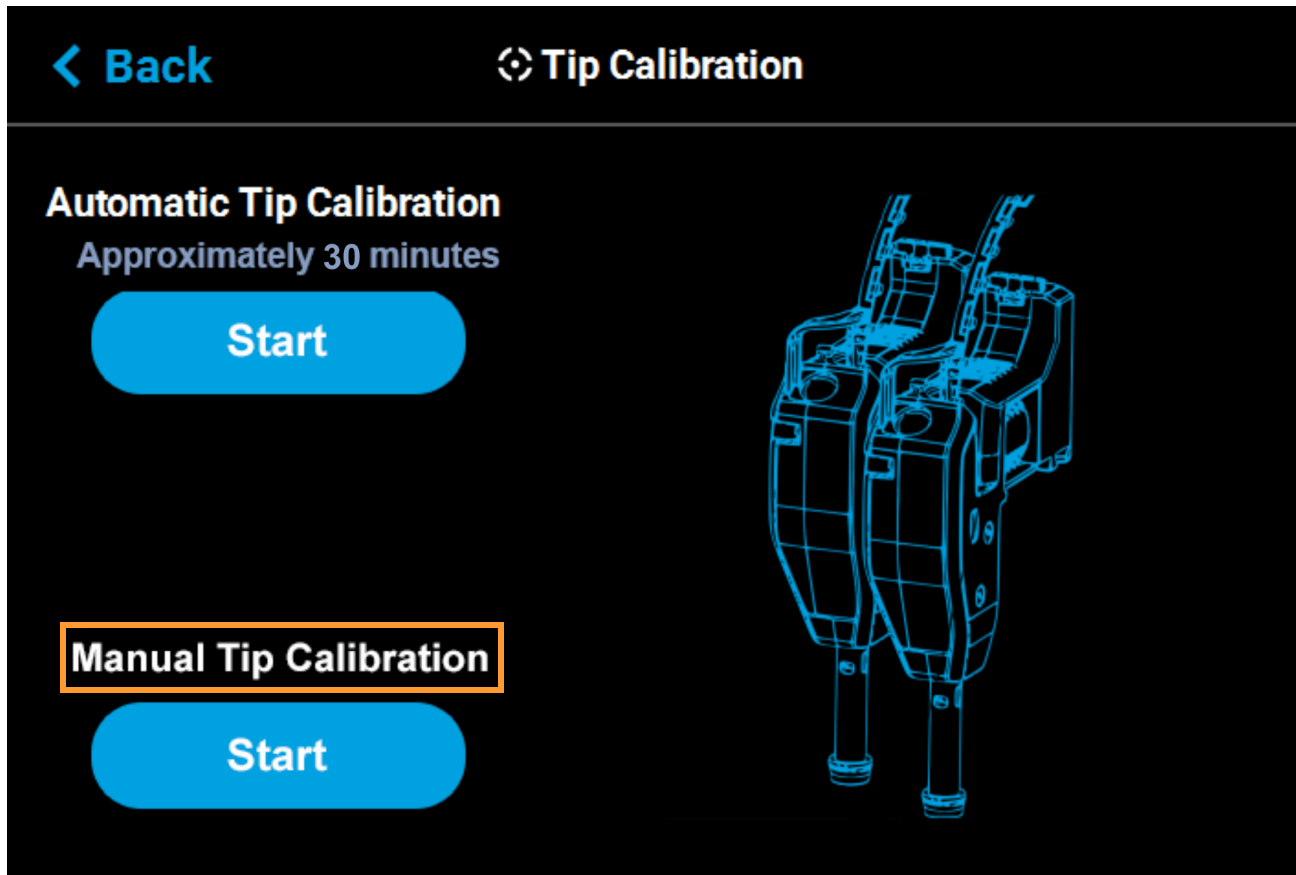 Back
Tip Calibration
Automatic Tip Calibration
Approximately 30 minutes
Start
Manual Tip Calibration
Start